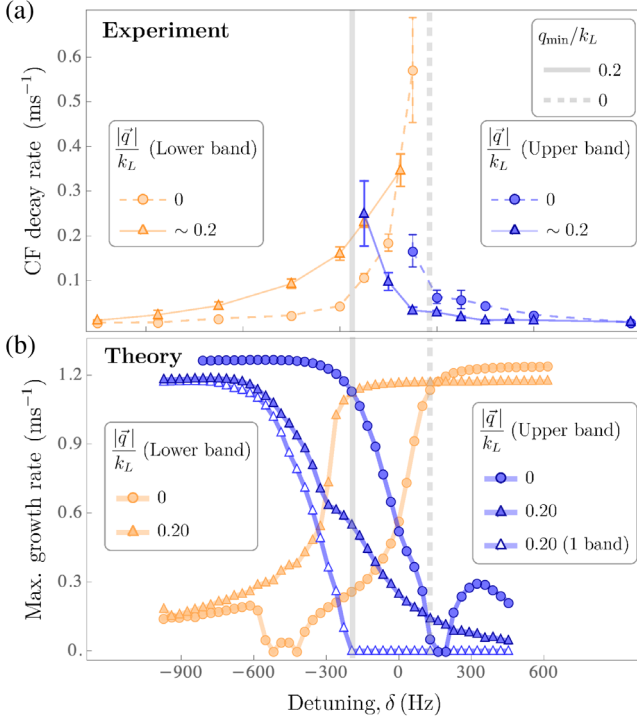 (a)
Experiment
q_min/k_L
0.2
0
CF decay rate (ms⁻¹)
0.6
0.5
0.4
0.3
0.2
0.1
|q⃗|/k_L (Lower band)
0
~ 0.2
|q⃗|/k_L (Upper band)
0
~ 0.2
(b)
Theory
Max. growth rate (ms⁻¹)
1.2
0.9
0.6
0.3
0.
|q⃗|/k_L (Lower band)
0
0.20
|q⃗|/k_L (Upper band)
0
0.20
0.20 (1 band)
−900 −600 −300 0 300 600
Detuning, δ (Hz)